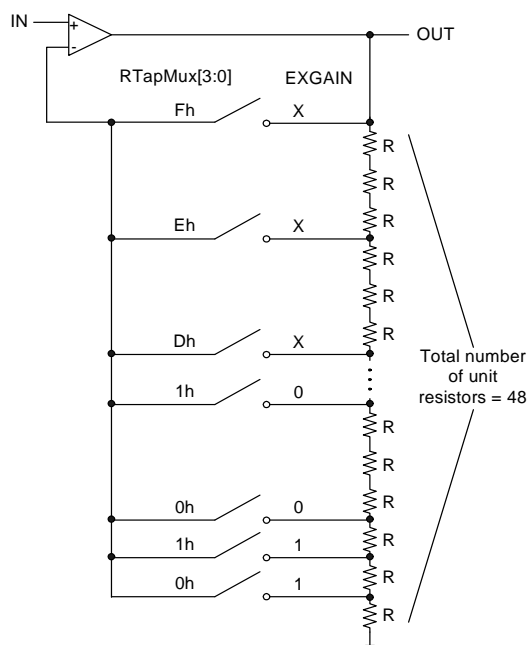 IN
+
-
OUT
RTapMux[3:0] EXGAIN
Fh X
R
R
R
Eh X
R
R
R
Dh X
Total number
of unit
resistors = 48
1h 0
R
R
R
0h 0
R
1h 1
R
0h 1
R